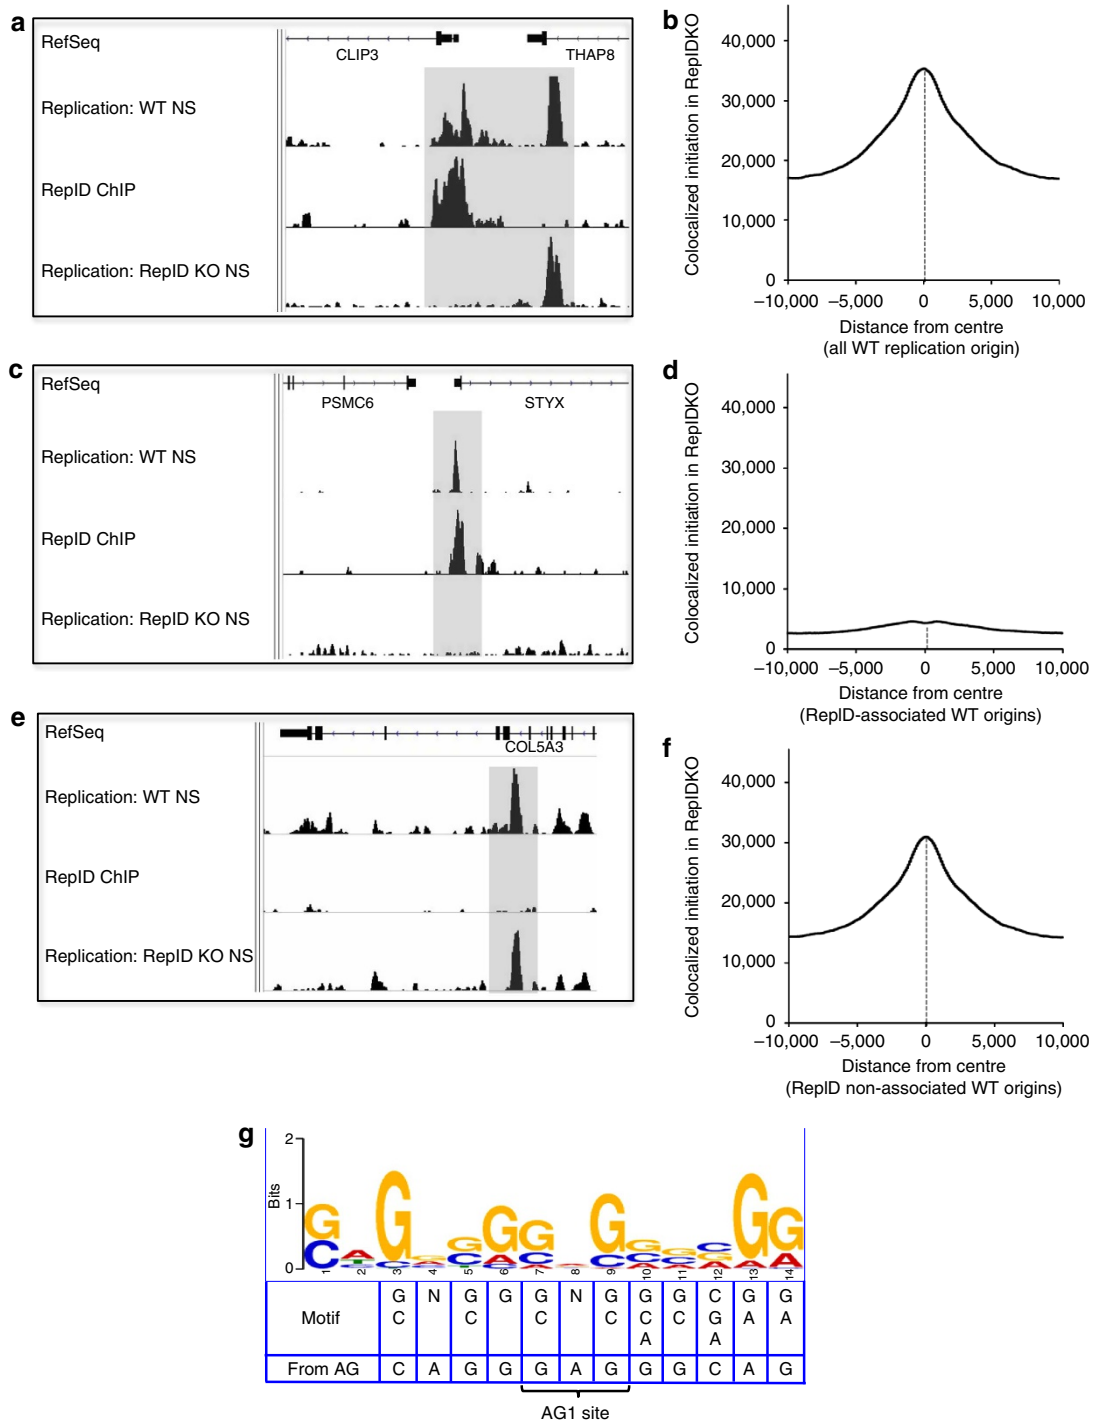 a
RefSeq
CLIP3
THAP8
Replication: WT NS
RepID ChIP
Replication: RepID KO NS
b
Colocalized initiation in RepIDKO
40,000
30,000
20,000
10,000
0
–10,000 –5,000 0 5,000 10,000
Distance from centre
(all WT replication origin)
c
RefSeq
PSMC6
STYX
Replication: WT NS
RepID ChIP
Replication: RepID KO NS
d
Colocalized initiation in RepIDKO
40,000
30,000
20,000
10,000
0
–10,000 –5,000 0 5,000 10,000
Distance from centre
(RepID-associated WT origins)
e
RefSeq
COL5A3
Replication: WT NS
RepID ChIP
Replication: RepID KO NS
f
Colocalized initiation in RepIDKO
40,000
30,000
20,000
10,000
0
–10,000 –5,000 0 5,000 10,000
Distance from centre
(RepID non-associated WT origins)
g
2
Bits
1
0
1 2 3 4 5 6 7 8 9 10 11 12 13 14
G N G G G N G G G C G G
Motif C C C C C C G A A
A A
From AG C A G G G A G G G C A G
AG1 site